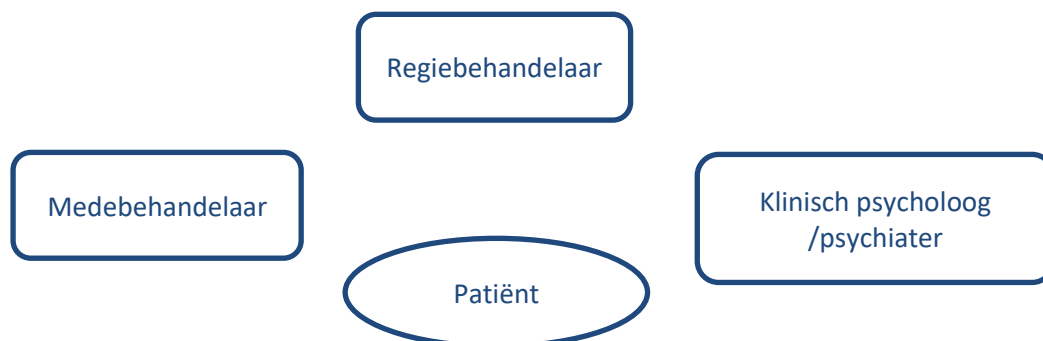 Regiebehandelaar
Medebehandelaar
Klinisch psycholoog
/psychiater
Patiënt